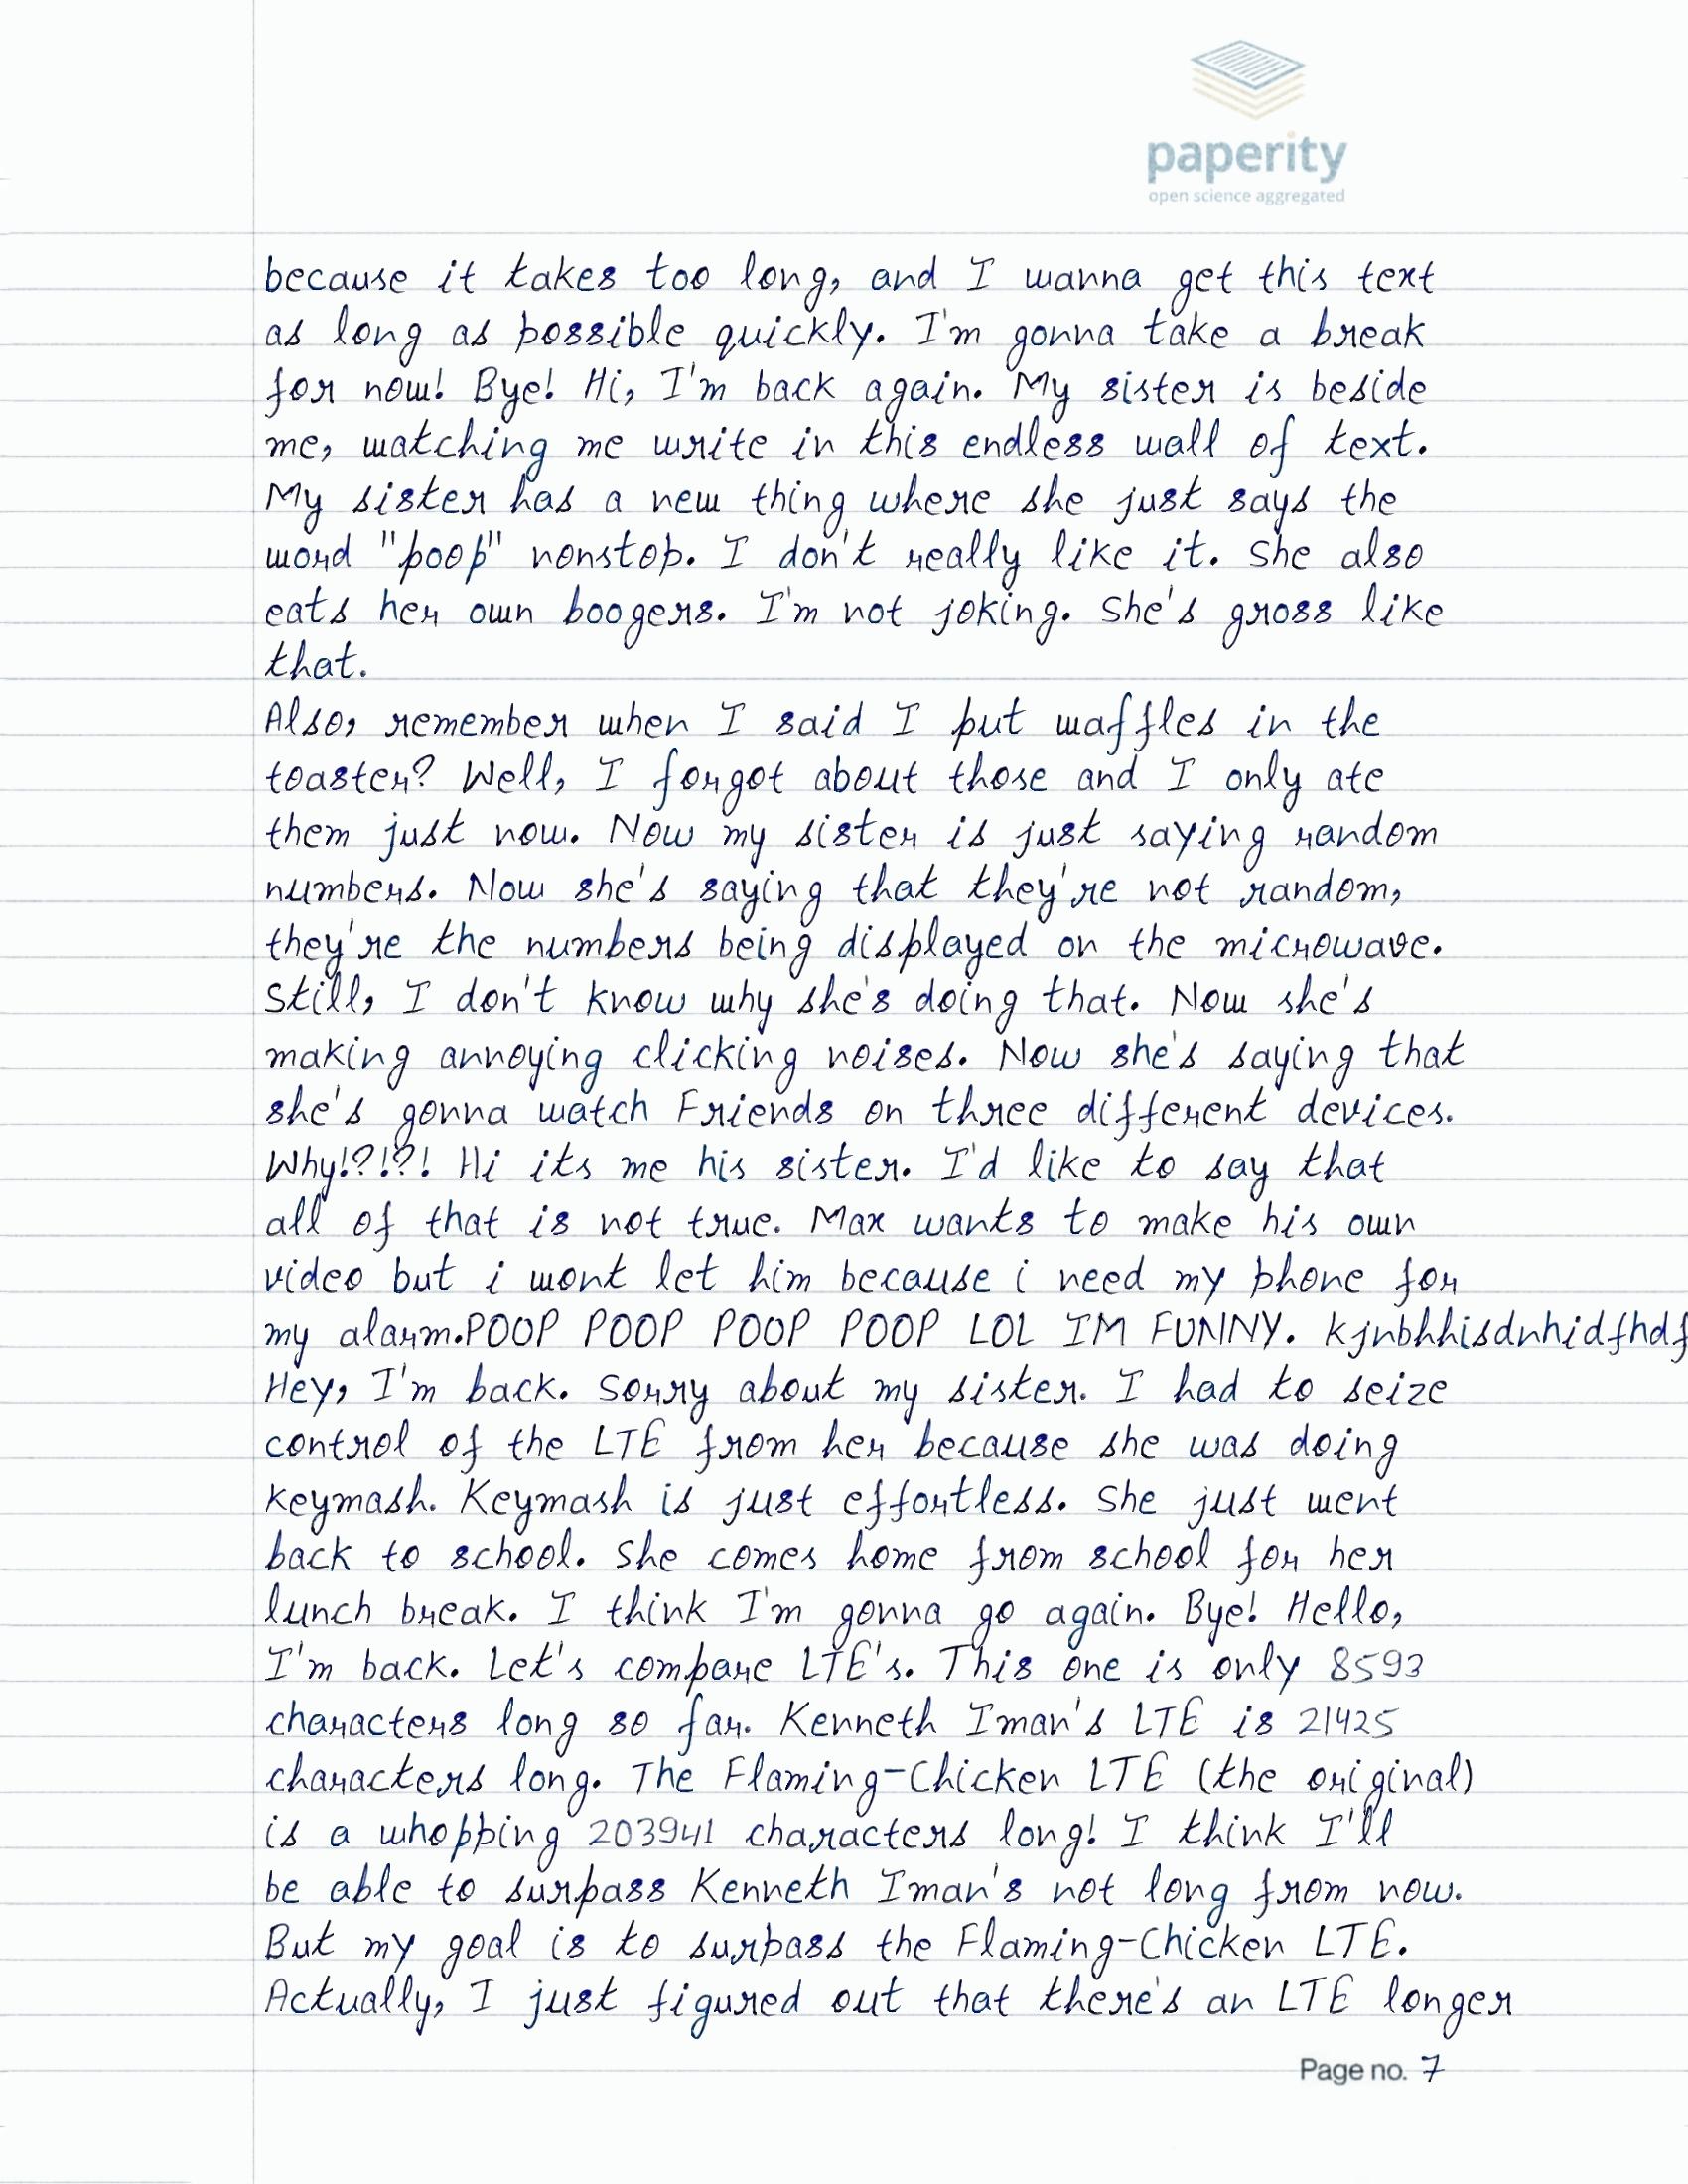 paperity
open science aggregated
because it takes too long, and I wanna get this text
as long as possible quickly. I'm gonna take a break
for now! Bye! Hi, I'm back again. My sister is beside
me, watching me write in this endless wall of text.
My sister has a new thing where she just says the
word "poop" nonstop. I don't really like it. She also
eats her own boogers. I'm not joking. She's gross like
that.
Also, remember when I said I put waffles in the
toaster? Well, I forgot about those and I only ate
them just now. Now my sister is just saying random
numbers. Now she's saying that they're not random,
they're the numbers being displayed on the microwave.
Still, I don't know why she's doing that. Now she's
making annoying clicking noises. Now she's saying that
she's gonna watch Friends on three different devices.
Why!?!?! Hi its me his sister. I'd like to say that
all of that is not true. Max wants to make his own
video but i wont let him because i need my phone for
my alarm.POOP POOP POOP POOP LOL IM FUNNY. kjnbhhisdnhidfhdf
Hey, I'm back. Sorry about my sister. I had to seize
control of the LTE from her because she was doing
keymash. Keymash is just effortless. She just went
back to school. She comes home from school for her
lunch break. I think I'm gonna go again. Bye! Hello,
I'm back. Let's compare LTE's. This one is only 8593
characters long so far. Kenneth Iman's LTE is 21425
characters long. The Flaming-Chicken LTE (the original)
is a whopping 203941 characters long! I think I'll
be able to surpass Kenneth Iman's not long from now.
But my goal is to surpass the Flaming-Chicken LTE.
Actually, I just figured out that there's an LTE longer
Page no. 7